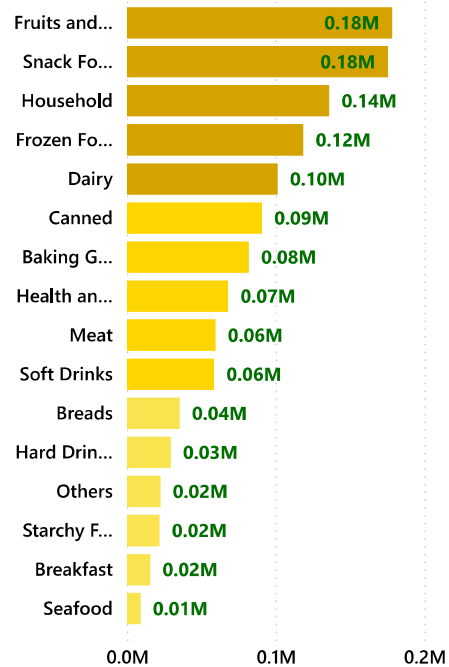 Fruits and... 0.18M
Snack Fo... 0.18M
Household 0.14M
Frozen Fo... 0.12M
Dairy 0.10M
Canned 0.09M
Baking G... 0.08M
Health an... 0.07M
Meat 0.06M
Soft Drinks 0.06M
Breads 0.04M
Hard Drin... 0.03M
Others 0.02M
Starchy F... 0.02M
Breakfast 0.02M
Seafood 0.01M
0.0M 0.1M 0.2M